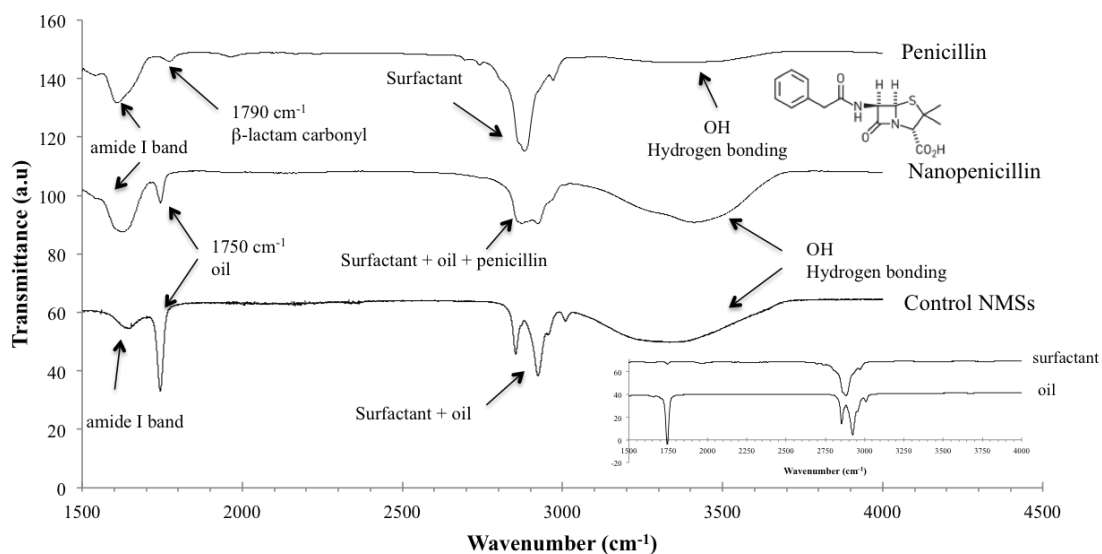 Transmittance (a.u)
160
140
120
100
80
60
40
20
0
1500
2000
2500
3000
3500
4000
4500
Wavenumber (cm-1)
Penicillin
Surfactant
1790 cm-1
β-lactam carbonyl
amide I band
OH
Hydrogen bonding
H
H
S
O
N
H
N
O
CO2H
Nanopenicillin
1750 cm-1
oil
Surfactant + oil + penicillin
OH
Hydrogen bonding
Control NMSs
amide I band
Surfactant + oil
surfactant
oil
60
40
20
0
-20
1500
1750
2000
2250
2500
2750
3000
3250
3500
3750
4000
Wavenumber (cm-1)